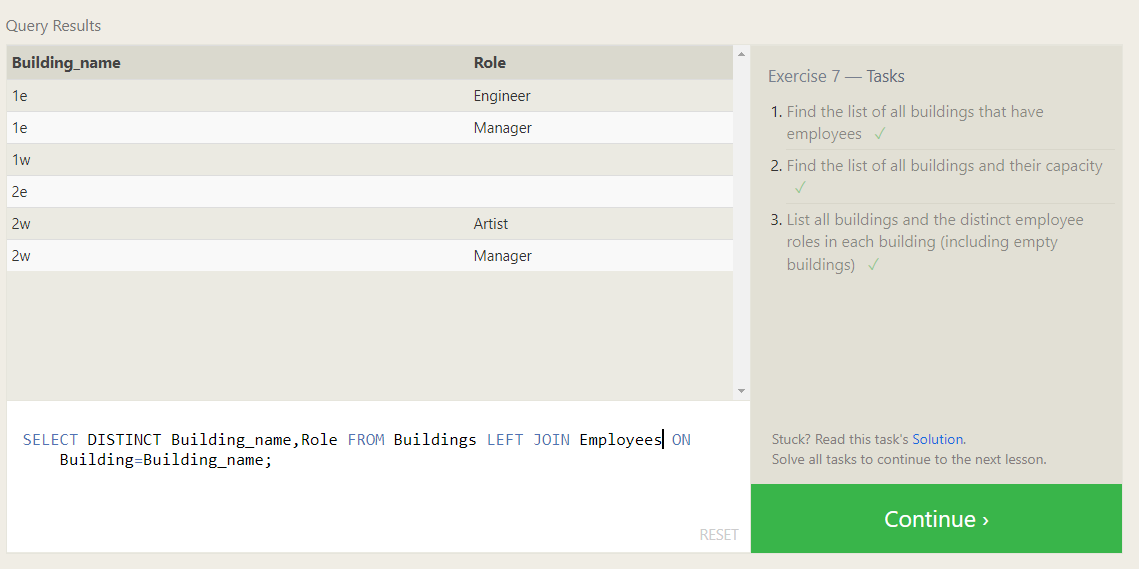 Query Results
Building_name Role
1e Engineer
1e Manager
1w
2e
2w Artist
2w Manager
SELECT DISTINCT Building_name,Role FROM Buildings LEFT JOIN Employees ON
Building=Building_name;
RESET
Exercise 7 — Tasks
1. Find the list of all buildings that have
employees ✓
2. Find the list of all buildings and their capacity
✓
3. List all buildings and the distinct employee
roles in each building (including empty
buildings) ✓
Stuck? Read this task's Solution.
Solve all tasks to continue to the next lesson.
Continue ›